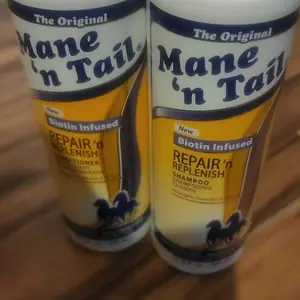 The Original
Mane
'n Tail
New
Biotin Infused
REPAIR 'n
REPLENISH
The Original
Mane
'n Tail
New
Biotin Infused
REPAIR 'n
REPLENISH
SHAMPOO